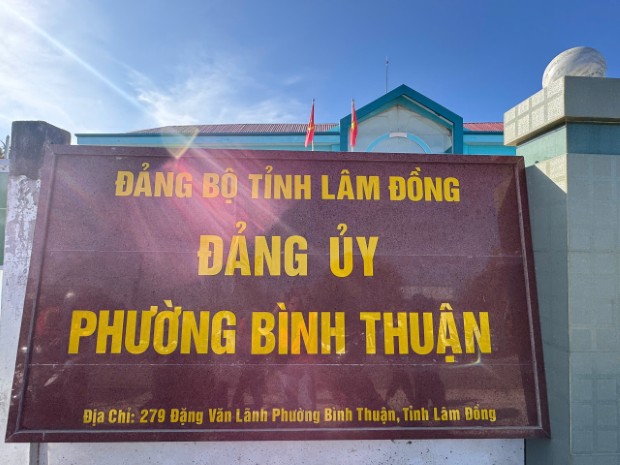 ĐẢNG BỘ TỈNH LÂM ĐỒNG
ĐẢNG ỦY
PHƯỜNG BÌNH THUẬN
Địa Chỉ: 279 Đặng Văn Lãnh Phường Bình Thuận, Tỉnh Lâm Đồng